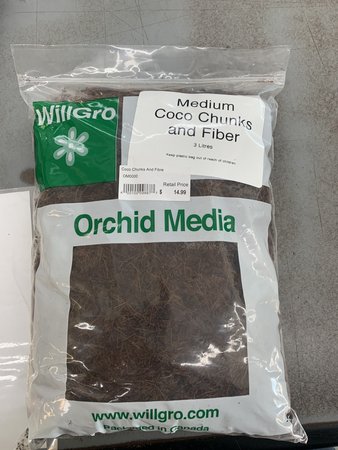 WillGro
Medium
Coco Chunks
and Fiber
3 Litres
Keep plastic bag out of reach of children
Coco Chunks And Fibre
OM0006
Retail Price
$ 14.99
Orchid Media
www.willgro.com
Packaged in Canada